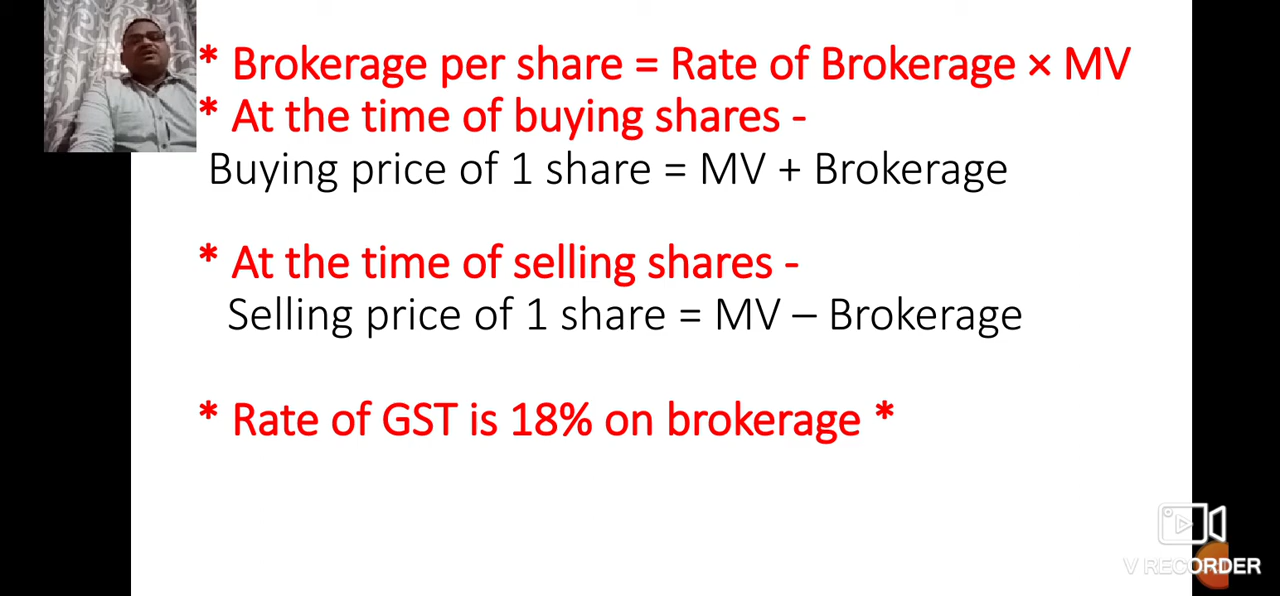 * Brokerage per share = Rate of Brokerage × MV
* At the time of buying shares -
Buying price of 1 share = MV + Brokerage
* At the time of selling shares -
Selling price of 1 share = MV – Brokerage
* Rate of GST is 18% on brokerage *
V RECORDER